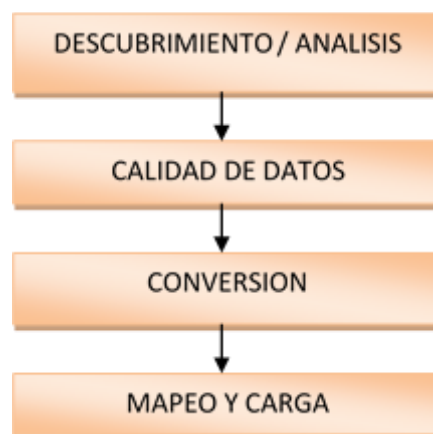 DESCUBRIMIENTO / ANALISIS
CALIDAD DE DATOS
CONVERSION
MAPEO Y CARGA